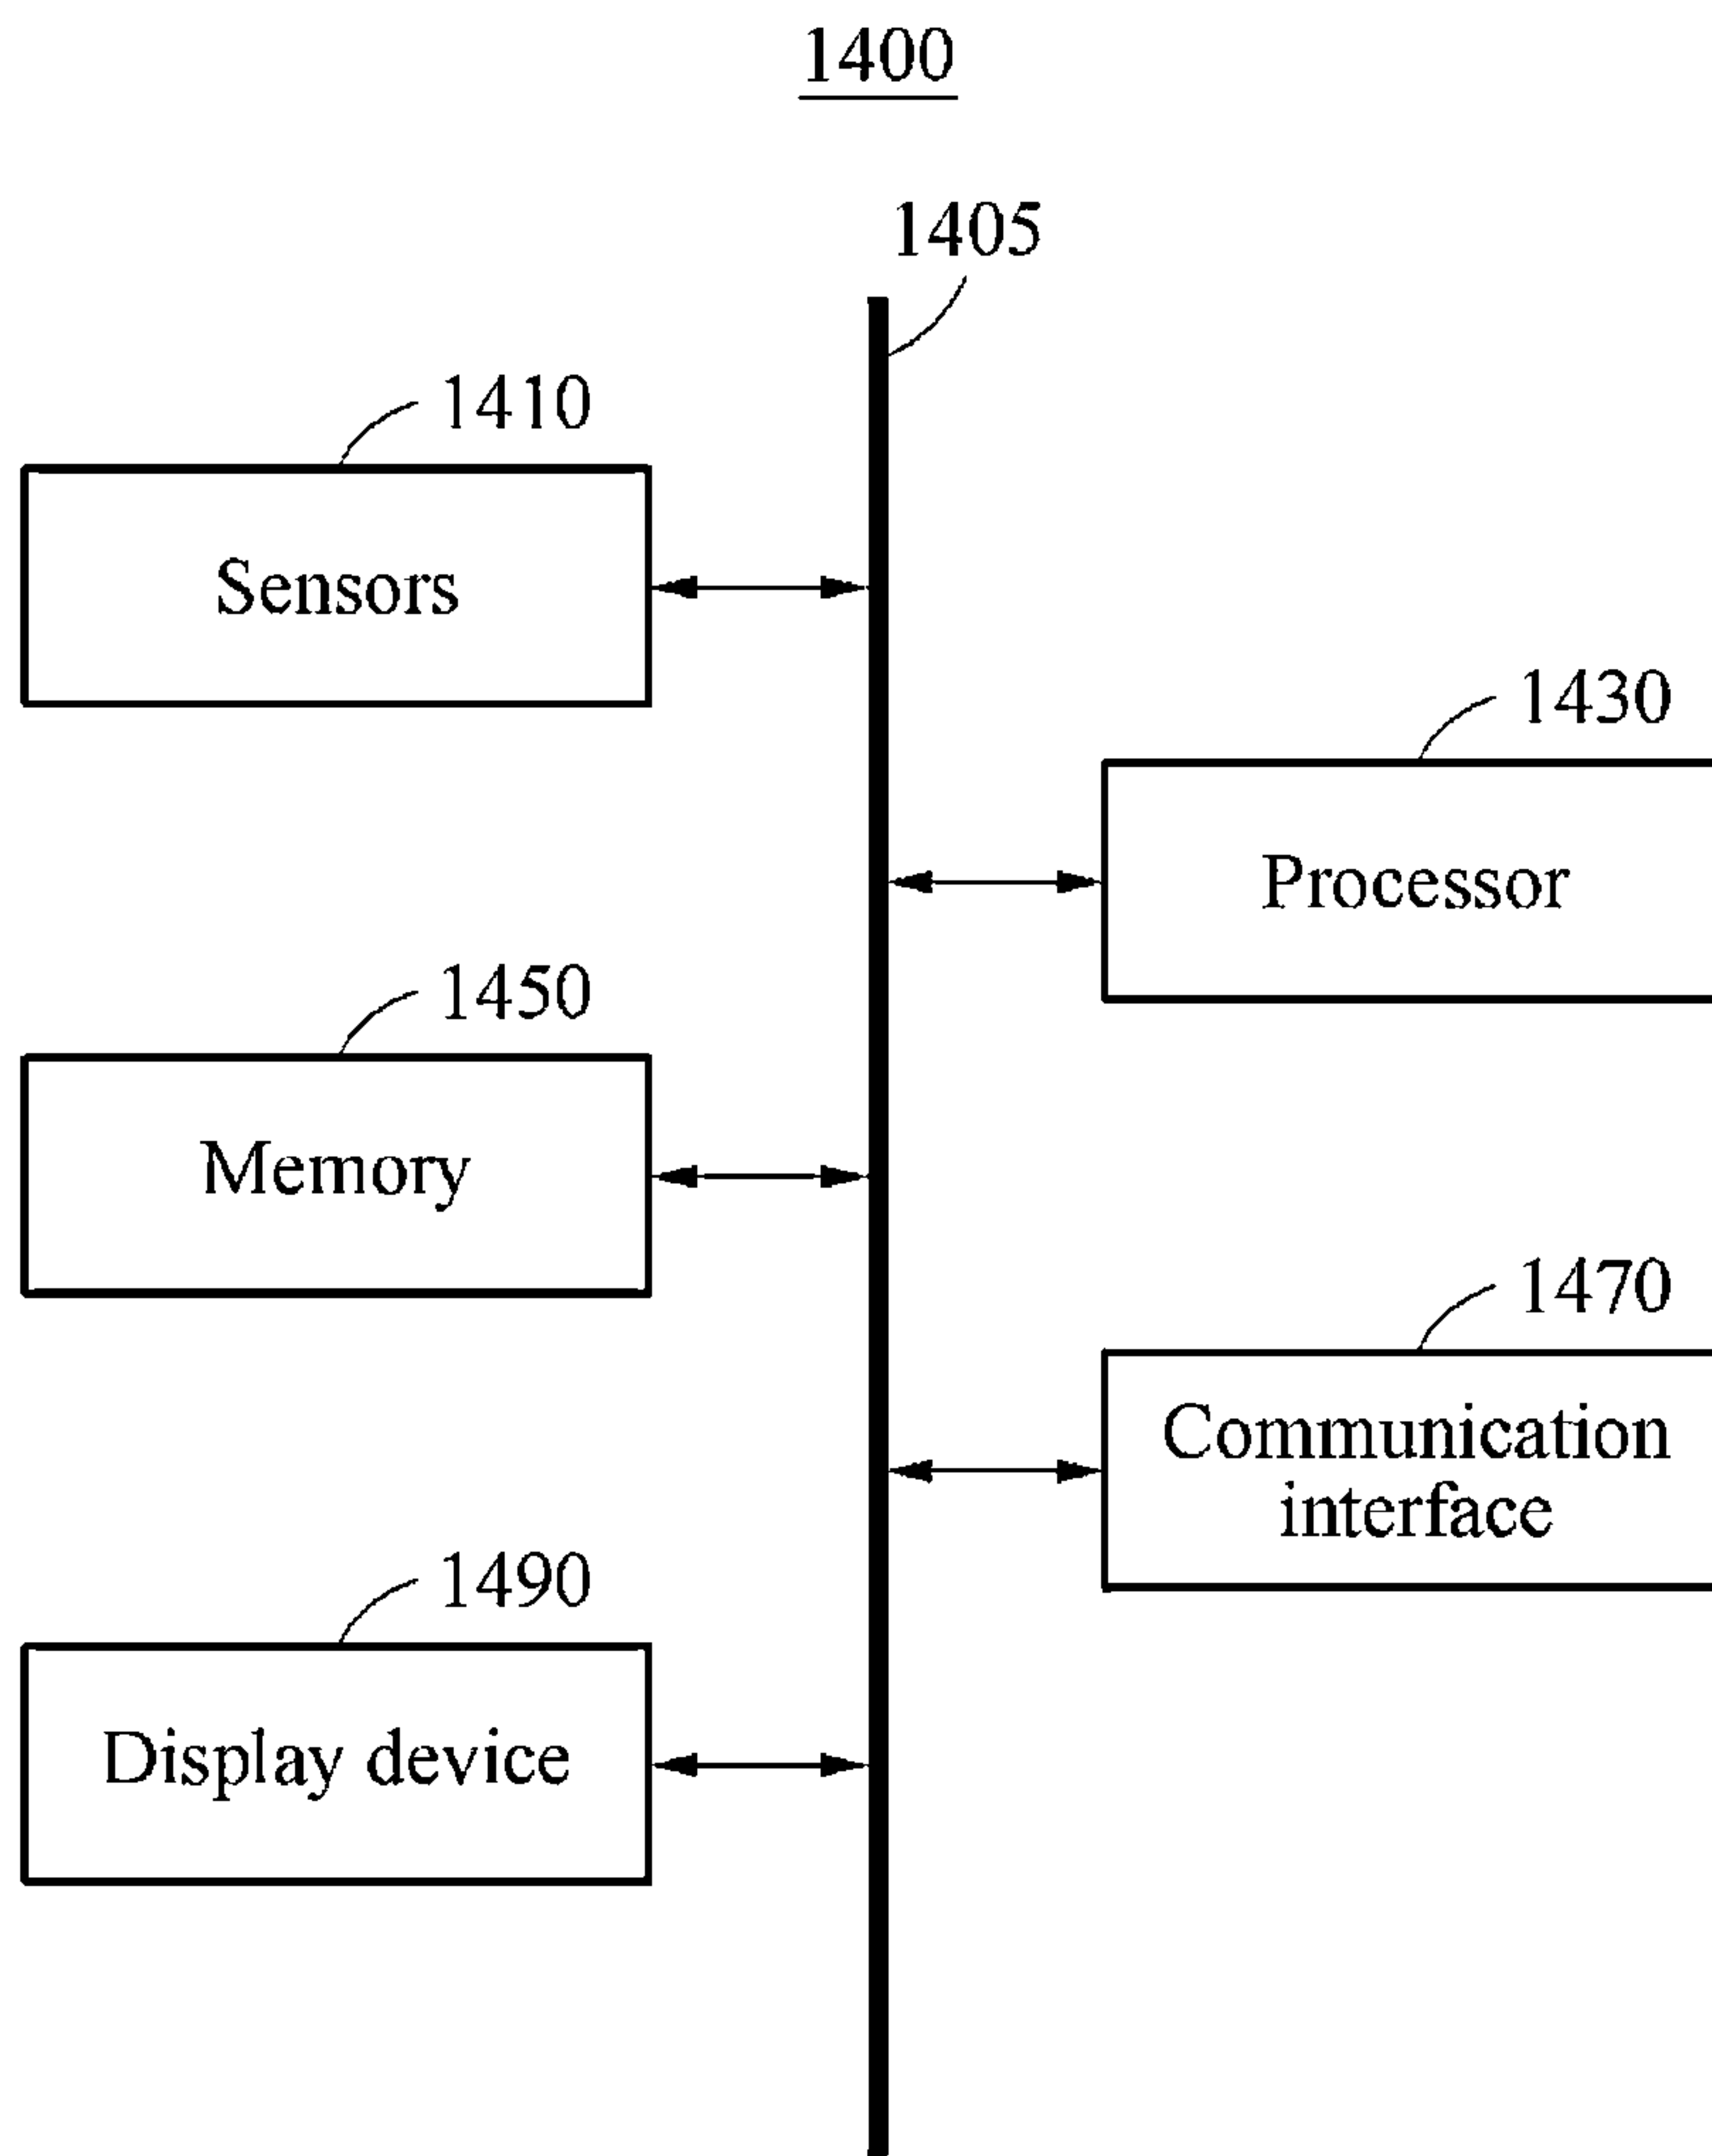 1400
1405
1410
Sensors
1430
Processor
1450
Memory
1470
Communication
interface
1490
Display device